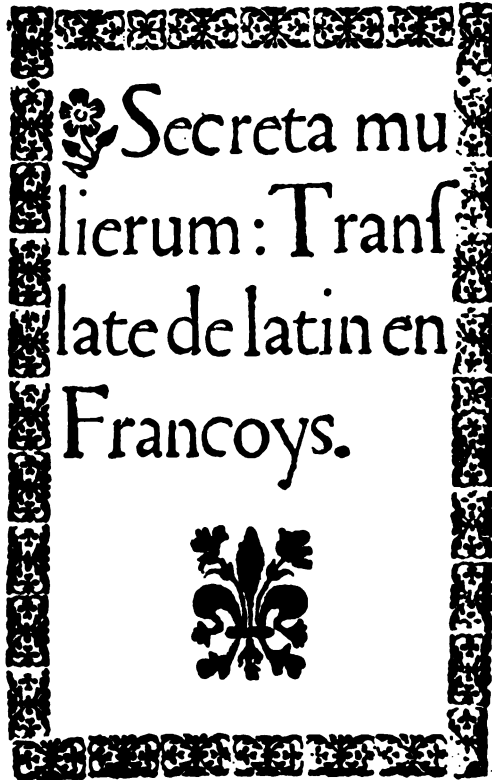 Secreta mu
lierum: Tranſ
late de latin en
Francoys.